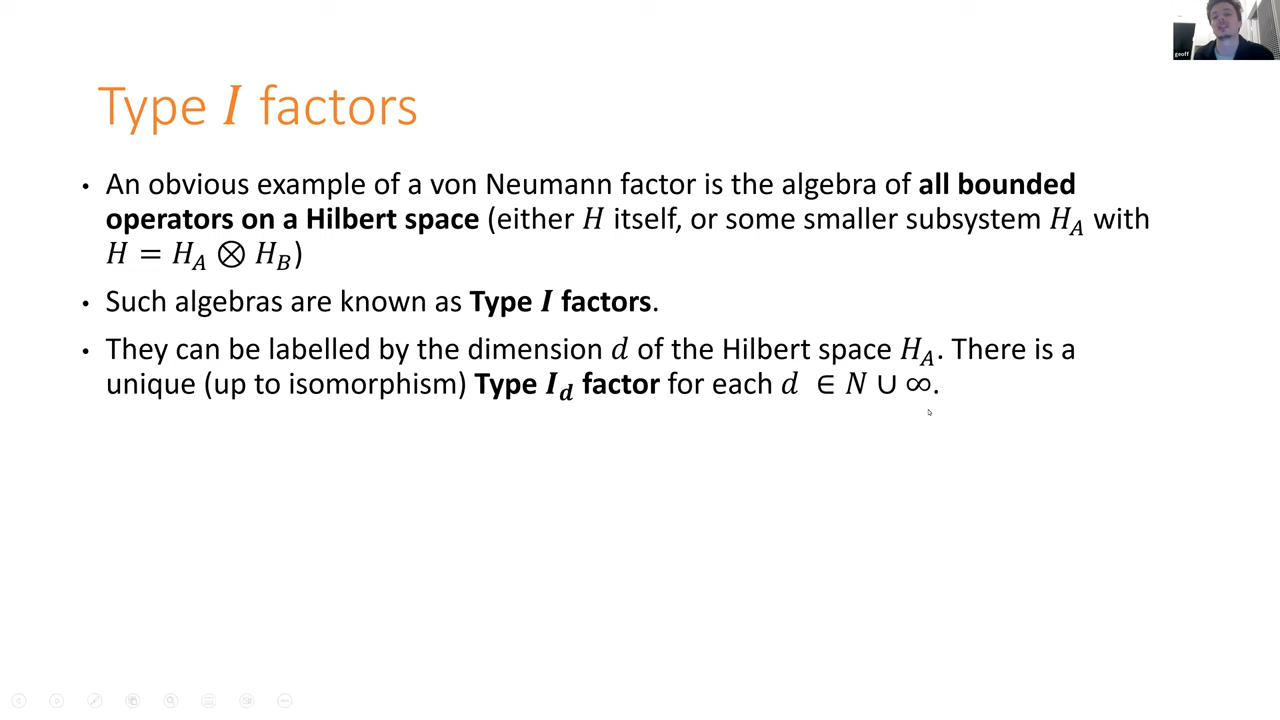 geoff
Type I factors
• An obvious example of a von Neumann factor is the algebra of all bounded
operators on a Hilbert space (either H itself, or some smaller subsystem H_A with
H = H_A ⊗ H_B)
• Such algebras are known as Type I factors.
• They can be labelled by the dimension d of the Hilbert space H_A. There is a
unique (up to isomorphism) Type I_d factor for each d ∈ N ∪ ∞.